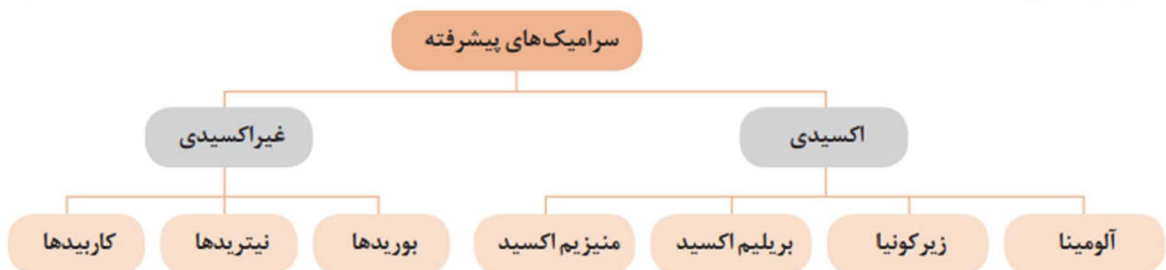 سرامیک‌های پیشرفته
اکسیدی
غیراکسیدی
آلومینا
زیرکونیا
بریلیم اکسید
منیزیم اکسید
بوریدها
نیتریدها
کاربیدها